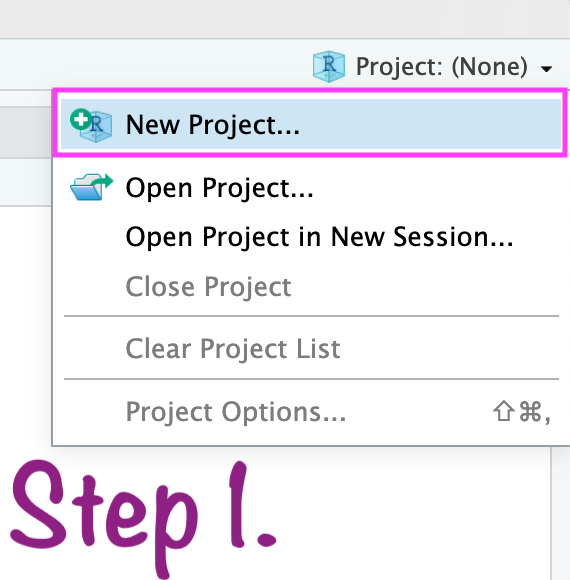 Project: (None)
New Project...
Open Project...
Open Project in New Session...
Close Project
Clear Project List
Project Options... ⇧⌘,
Step 1.